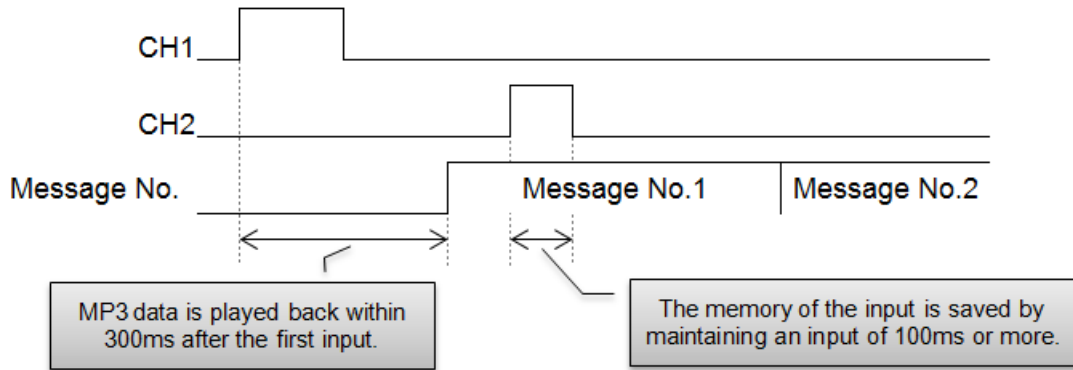 CH1
CH2
Message No.
Message No.1
Message No.2
MP3 data is played back within
300ms after the first input.
The memory of the input is saved by
maintaining an input of 100ms or more.